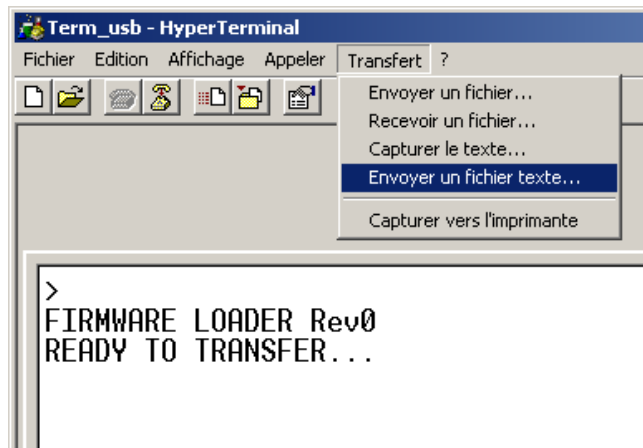 Term_usb - HyperTerminal
Fichier Edition Affichage Appeler Transfert ?
Envoyer un fichier...
Recevoir un fichier...
Capturer le texte...
Envoyer un fichier texte...
Capturer vers l'imprimante
>
FIRMWARE LOADER Rev0
READY TO TRANSFER...